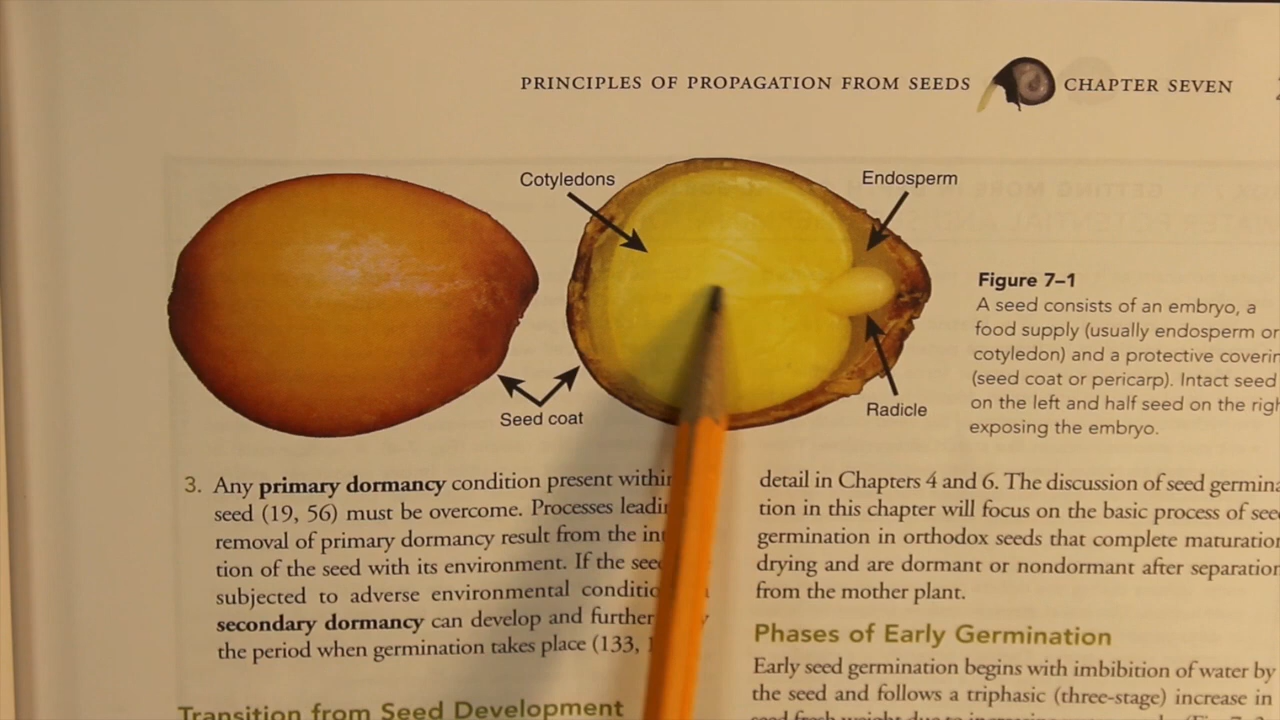 PRINCIPLES OF PROPAGATION FROM SEEDS CHAPTER SEVEN
Cotyledons
Endosperm
Seed coat
Radicle
Figure 7–1
A seed consists of an embryo, a
food supply (usually endosperm or
cotyledon) and a protective coverin
(seed coat or pericarp). Intact seed
on the left and half seed on the righ
exposing the embryo.
3. Any primary dormancy condition present within
seed (19, 56) must be overcome. Processes leadi
removal of primary dormancy result from the in
tion of the seed with its environment. If the see
subjected to adverse environmental conditio
secondary dormancy can develop and further
the period when germination takes place (133,
Transition from Seed Development
detail in Chapters 4 and 6. The discussion of seed germina
tion in this chapter will focus on the basic process of see
germination in orthodox seeds that complete maturation
drying and are dormant or nondormant after separation
from the mother plant.
Phases of Early Germination
Early seed germination begins with imbibition of water by
the seed and follows a triphasic (three-stage) increase in